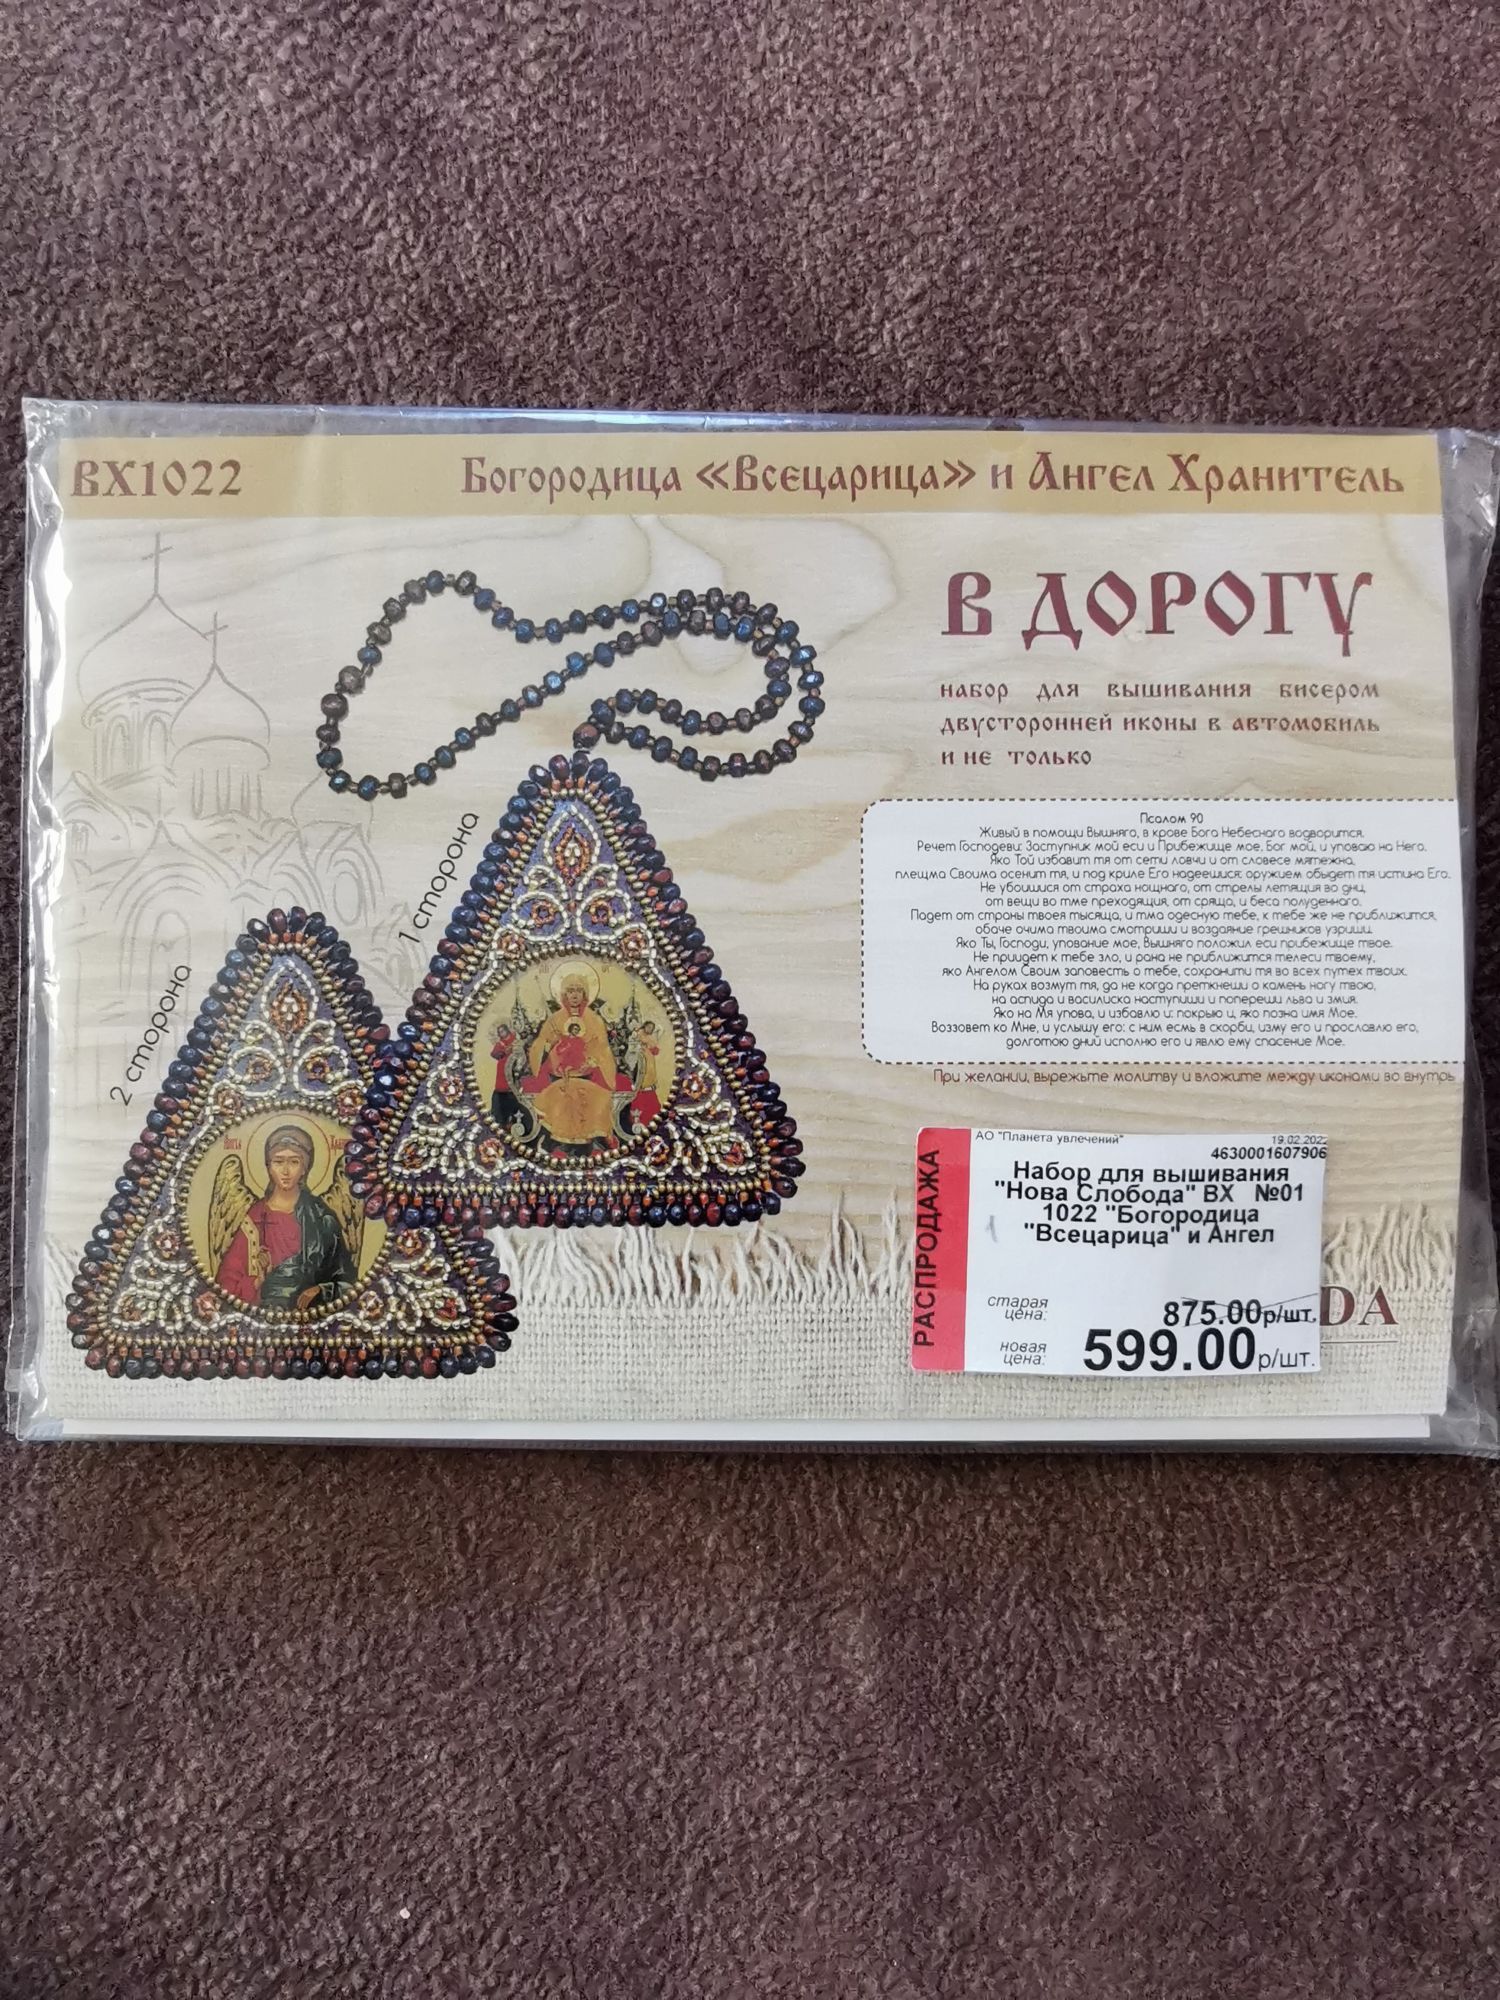 ВХ1022
Богородица «Всецарица» и Ангел Хранитель
В ДОРОГУ
набор для вышивания бисером
двусторонней иконы в автомобиль
и не только
1 сторона
2 сторона
Псалом 90
Живый в помощи Вышняго, в крове Бога Небеснаго водворится.
Речет Господеви: Заступник мой еси и Прибежище мое, Бог мой, и уповаю на Него.
Яко Той избавит тя от сети ловчи и от словесе мятежна,
плещма Своима осенит тя, и под криле Его надеешися: оружием обыдет тя истина Его.
Не убоишися от страха нощнаго, от стрелы летящия во дни,
от вещи во тме преходящия, от сряща, и беса полуденнаго.
Падет от страны твоея тысяща, и тма одесную тебе, к тебе же не приближится,
обаче очима твоима смотриши и воздаяние грешников узриши.
Яко Ты, Господи, упование мое, Вышняго положил еси прибежище твое.
Не приидет к тебе зло, и рана не приближится телеси твоему,
яко Ангелом Своим заповесть о тебе, сохранити тя во всех путех твоих.
На руках возмут тя, да не когда преткнеши о камень ногу твою,
на аспида и василиска наступиши и попереши льва и змия.
Яко на Мя упова, и избавлю и: покрыю и, яко позна имя Мое.
Воззовет ко Мне, и услышу его: с ним есмь в скорби, изму его и прославлю его,
долготою дний исполню его и явлю ему спасение Мое.
При желании, вырежьте молитву и вложите между иконами во внутрь
РАСПРОДАЖА
АО "Планета увлечений"
19.02.202
4630001607906
Набор для вышивания
"Нова Слобода" ВХ №01
1022 "Богородица
"Всецарица" и Ангел
старая цена: 875.00р/шт.
новая цена: 599.00р/шт.
DA